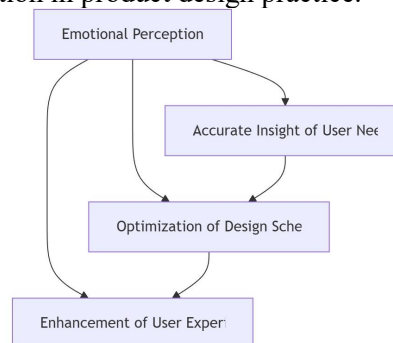 tion in product design practice.
Emotional Perception
Accurate Insight of User Nee
Optimization of Design Sche
Enhancement of User Exper